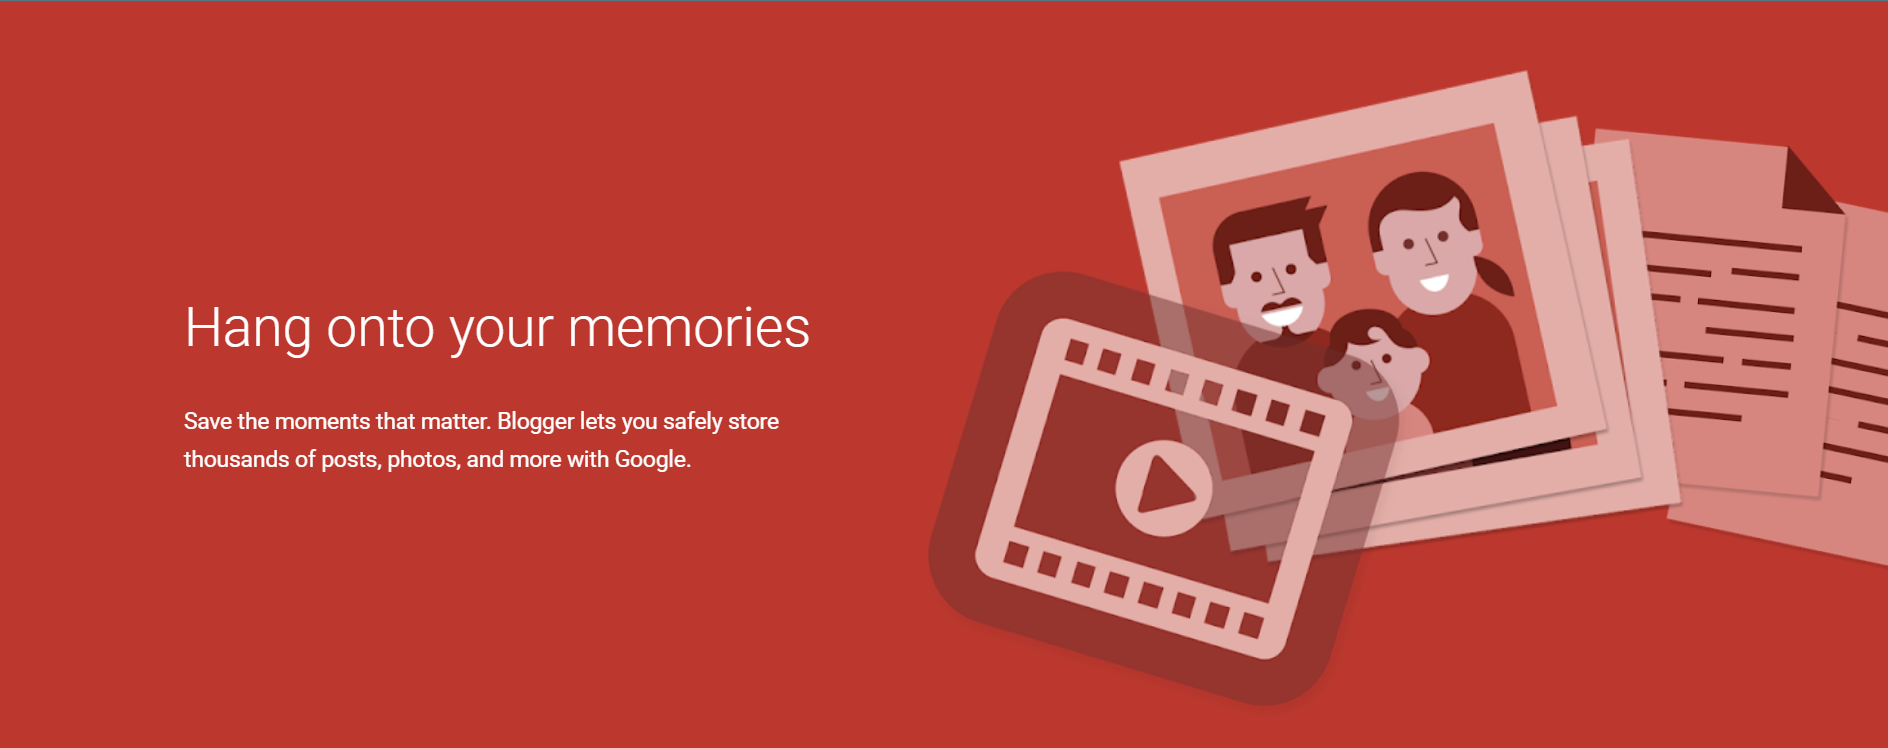 Hang onto your memories
Save the moments that matter. Blogger lets you safely store
thousands of posts, photos, and more with Google.